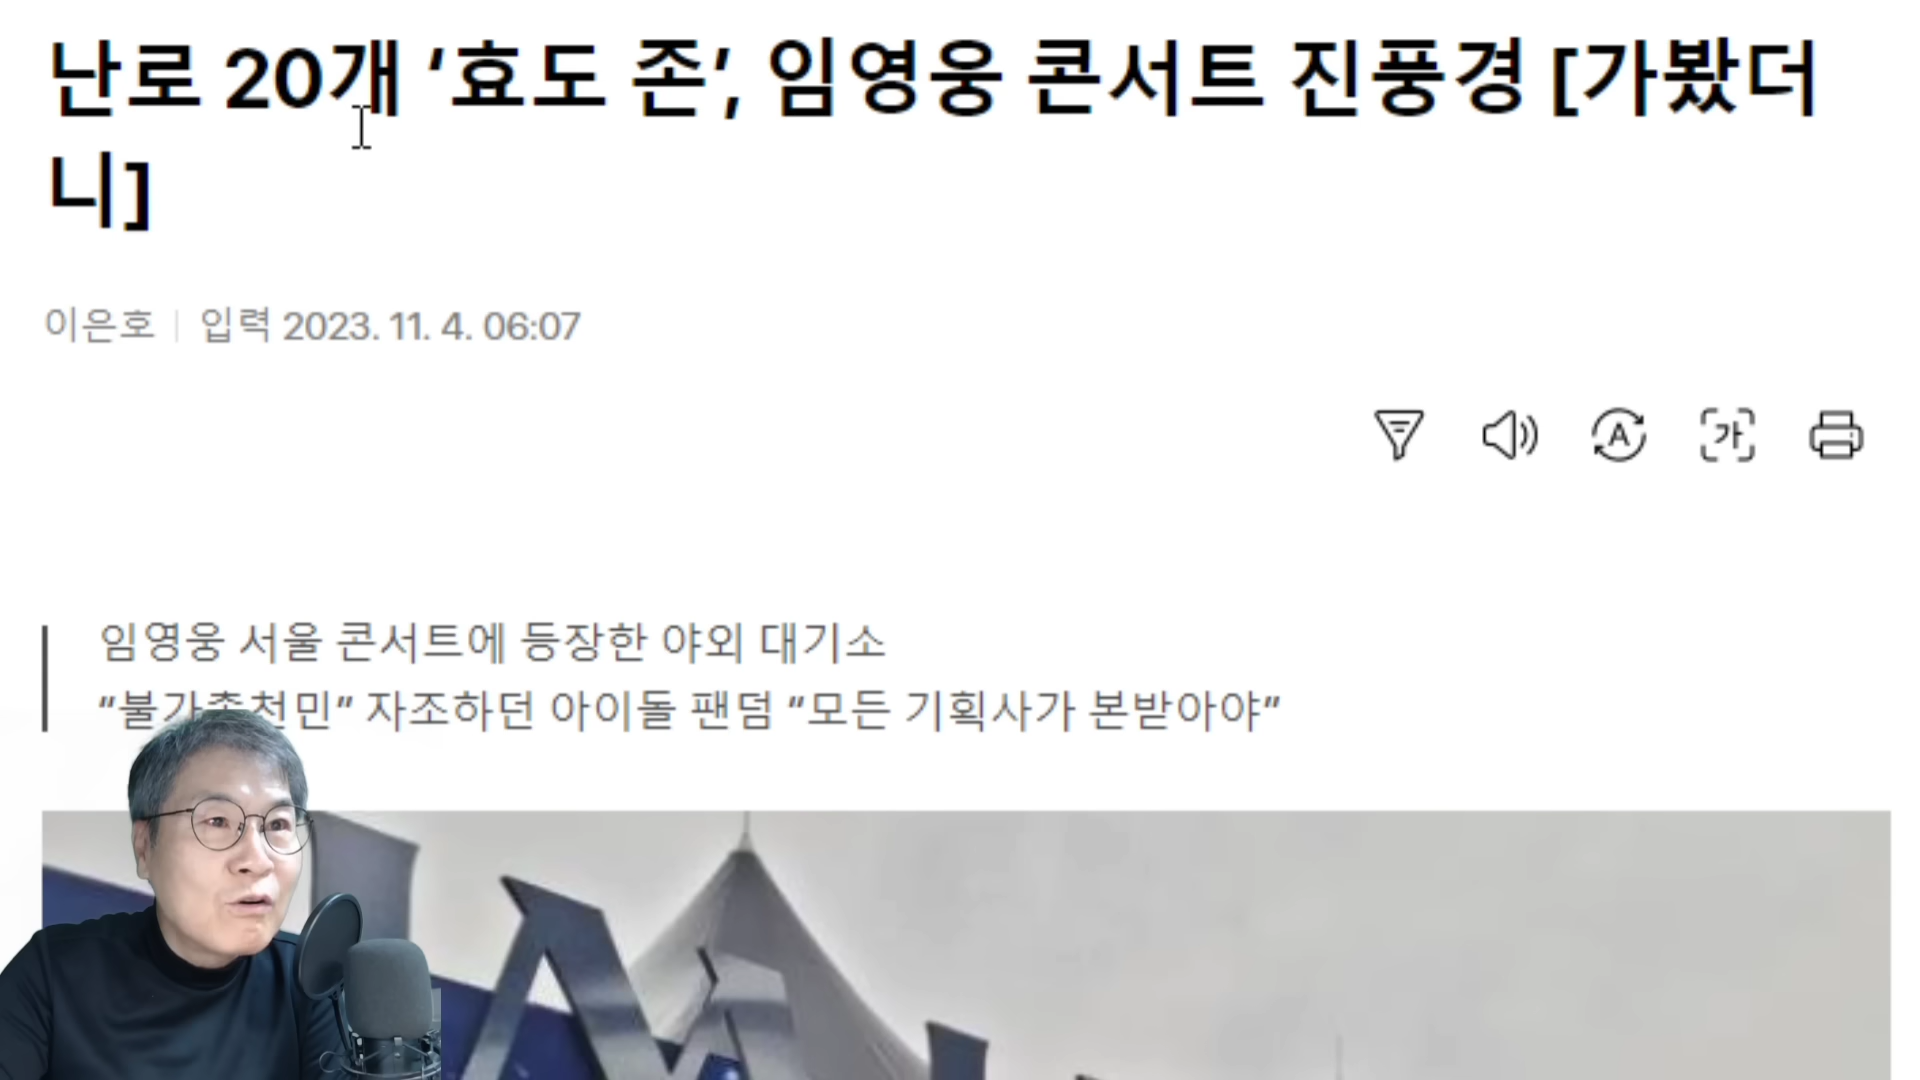 난로 20개 ‘효도 존’, 임영웅 콘서트 진풍경 [가봤더
니]
이은호 | 입력 2023. 11. 4. 06:07
A
가
임영웅 서울 콘서트에 등장한 야외 대기소
“불가촉천민” 자조하던 아이돌 팬덤 “모든 기획사가 본받아야”